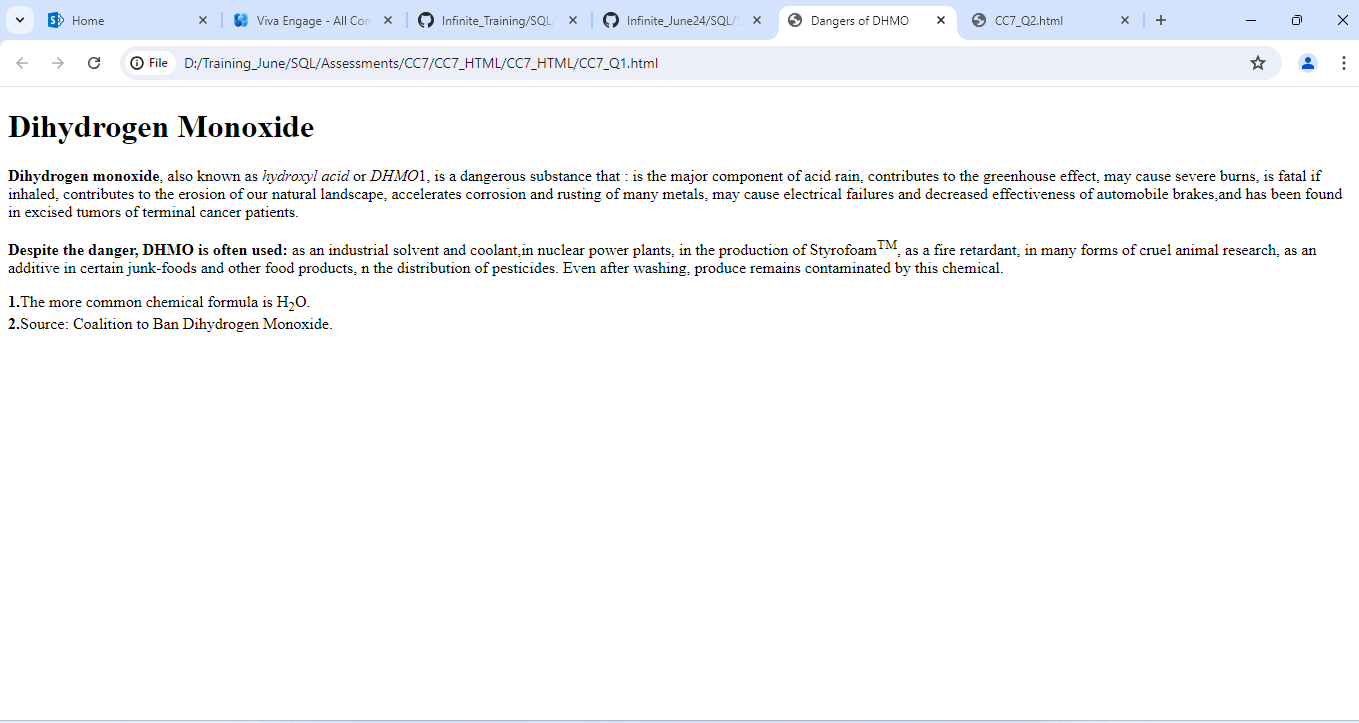 Home
Viva Engage - All Con
Infinite_Training/SQL/
Infinite_June24/SQL/S
Dangers of DHMO
CC7_Q2.html
File D:/Training_June/SQL/Assessments/CC7/CC7_HTML/CC7_HTML/CC7_Q1.html
Dihydrogen Monoxide
Dihydrogen monoxide, also known as hydroxyl acid or DHMO1, is a dangerous substance that : is the major component of acid rain, contributes to the greenhouse effect, may cause severe burns, is fatal if
inhaled, contributes to the erosion of our natural landscape, accelerates corrosion and rusting of many metals, may cause electrical failures and decreased effectiveness of automobile brakes,and has been found
in excised tumors of terminal cancer patients.
Despite the danger, DHMO is often used: as an industrial solvent and coolant,in nuclear power plants, in the production of Styrofoam™, as a fire retardant, in many forms of cruel animal research, as an
additive in certain junk-foods and other food products, n the distribution of pesticides. Even after washing, produce remains contaminated by this chemical.
1.The more common chemical formula is H₂O.
2.Source: Coalition to Ban Dihydrogen Monoxide.